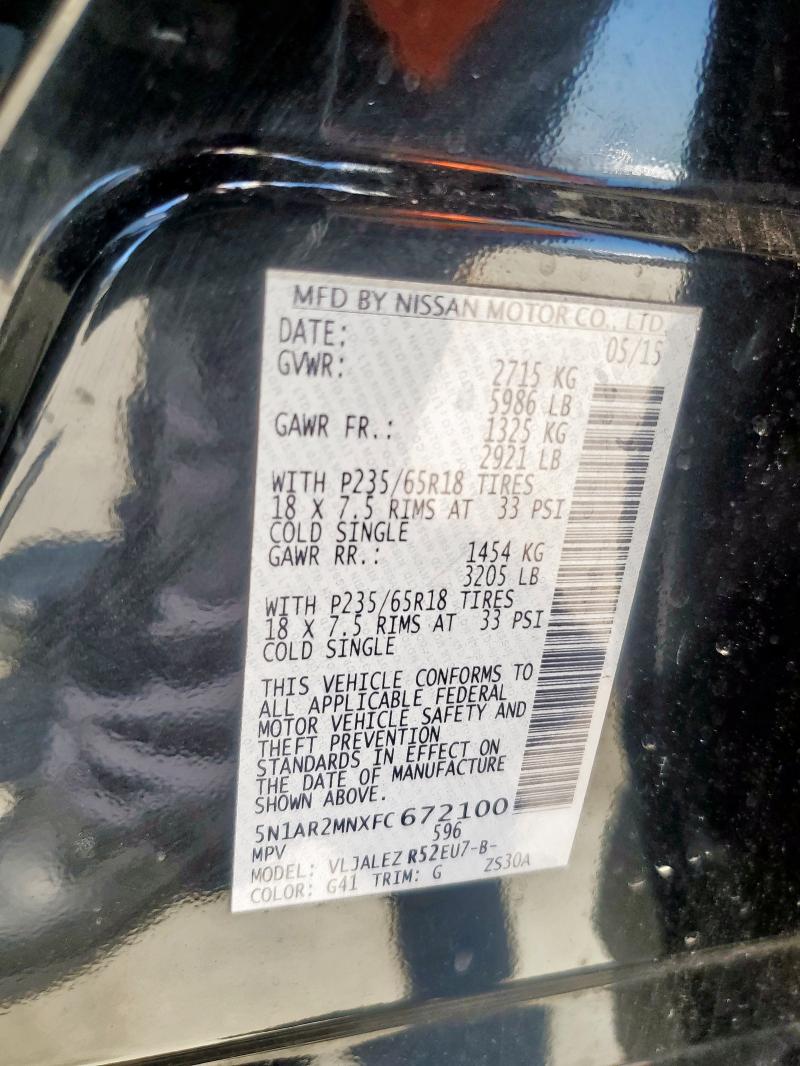 MFD BY NISSAN MOTOR CO., LTD.
DATE: 05/15
GVWR: 2715 KG
5986 LB
GAWR FR.: 1325 KG
2921 LB
WITH P235/65R18 TIRES
18 X 7.5 RIMS AT 33 PSI
COLD SINGLE
GAWR RR.: 1454 KG
3205 LB
WITH P235/65R18 TIRES
18 X 7.5 RIMS AT 33 PSI
COLD SINGLE
THIS VEHICLE CONFORMS TO
ALL APPLICABLE FEDERAL
MOTOR VEHICLE SAFETY AND
THEFT PREVENTION
STANDARDS IN EFFECT ON
THE DATE OF MANUFACTURE
SHOWN ABOVE.
5N1AR2MNXFC672100
MPV 596
MODEL: VLJALEZ R52EU7-B-
COLOR: G41 TRIM: G ZS30A